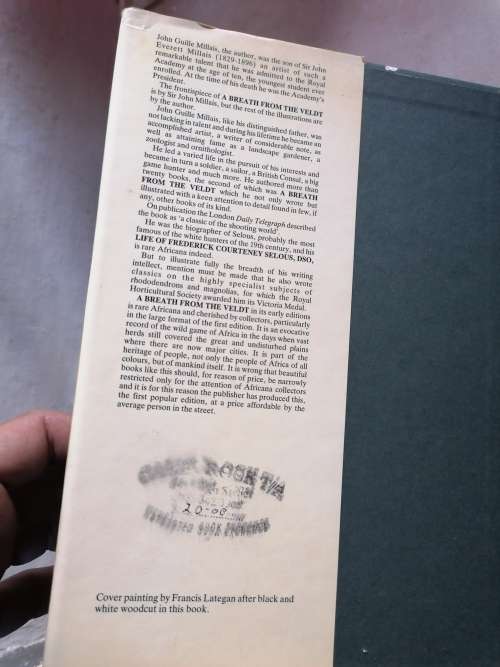 John Guille Millais, the author, was the son of Sir John
Everett Millais (1829-1896) an artist of such a
remarkable talent that he was admitted to the Royal
Academy at the age of ten, the youngest student ever
enrolled. At the time of his death he was the Academy's
President.
The frontispiece of A BREATH FROM THE VELDT
is by Sir John Millais, but the rest of the illustrations are
by the author.
John Guille Millais, like his distinguished father, was
not lacking in talent and during his lifetime he became an
accomplished artist, a writer of considerable note, as
well as attaining fame as a landscape gardener, a
zoologist and ornithologist.
He led a varied life in the pursuit of his interests and
became in turn a soldier, a sailor, a British Consul, a big
game hunter and much more. He authored more than
twenty books, the second of which was A BREATH
FROM THE VELDT which he not only wrote but
illustrated with a keen attention to detail found in few, if
any, other books of its kind.
On publication the London Daily Telegraph described
the book as 'a classic of the shooting world'.
He was the biographer of Selous, probably the most
famous of the white hunters of the 19th century, and his
LIFE OF FREDERICK COURTENEY SELOUS, DSO,
is rare Africana indeed.
But to illustrate fully the breadth of his writing
intellect, mention must be made that he also wrote
classics on the highly specialist subjects of
rhododendrons and magnolias, for which the Royal
Horticultural Society awarded him its Victoria Medal.
A BREATH FROM THE VELDT in its early editions
is rare Africana and cherished by collectors, particularly
in the large format of the first edition. It is an evocative
record of the wild game of Africa in the days when vast
herds still covered the great and undisturbed plains
where there are now major cities. It is part of the
heritage of people, not only the people of Africa of all
colours, but of mankind itself. It is wrong that beautiful
books like this should, for reason of price, be narrowly
restricted only for the attention of Africana collectors
and it is for this reason the publisher has produced this,
the first popular edition, at a price affordable by the
average person in the street.
BOOK T/A
20-00
BOOK EXCHANGE
Cover painting by Francis Lategan after black and
white woodcut in this book.